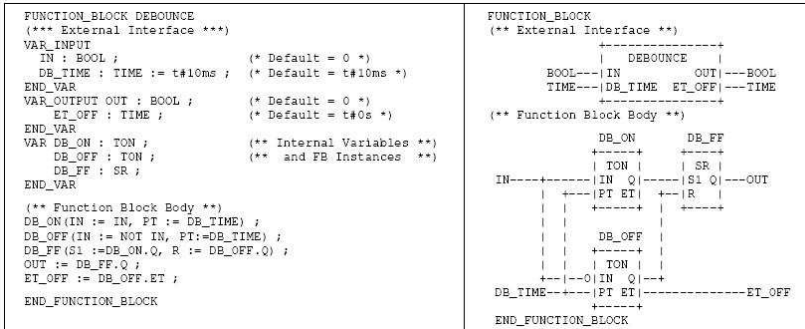 FUNCTION_BLOCK DEBOUNCE
(*** External Interface ***)
VAR_INPUT
IN : BOOL ; (* Default = 0 *)
DB_TIME : TIME := t#10ms ; (* Default = t#10ms *)
END_VAR
VAR_OUTPUT OUT : BOOL ; (* Default = 0 *)
ET_OFF : TIME ; (* Default = t#0s *)
END_VAR
VAR DB_ON : TON ; (** Internal Variables **)
DB_OFF : TON ; (** and FB Instances **)
DB_FF : SR ;
END_VAR
(** Function Block Body **)
DB_ON(IN := IN, PT := DB_TIME) ;
DB_OFF(IN := NOT IN, PT:=DB_TIME) ;
DB_FF(S1 :=DB_ON.Q, R := DB_OFF.Q) ;
OUT := DB_FF.Q ;
ET_OFF := DB_OFF.ET ;
END_FUNCTION_BLOCK
FUNCTION_BLOCK
(** External Interface **)
+---------------+
| DEBOUNCE |
BOOL---|IN OUT|---BOOL
TIME---|DB_TIME ET_OFF|---TIME
+---------------+
(** Function Block Body **)
DB_ON DB_FF
+-----+ +----+
| TON | | SR |
IN----+------|IN Q|-----|S1 Q|---OUT
| +---|PT ET| +--|R |
| | +-----+ | +----+
| | |
| | DB_OFF |
| | +-----+ |
| | | TON | |
+--|--O|IN Q|--+
DB_TIME--+---|PT ET|--------------ET_OFF
+-----+
END_FUNCTION_BLOCK